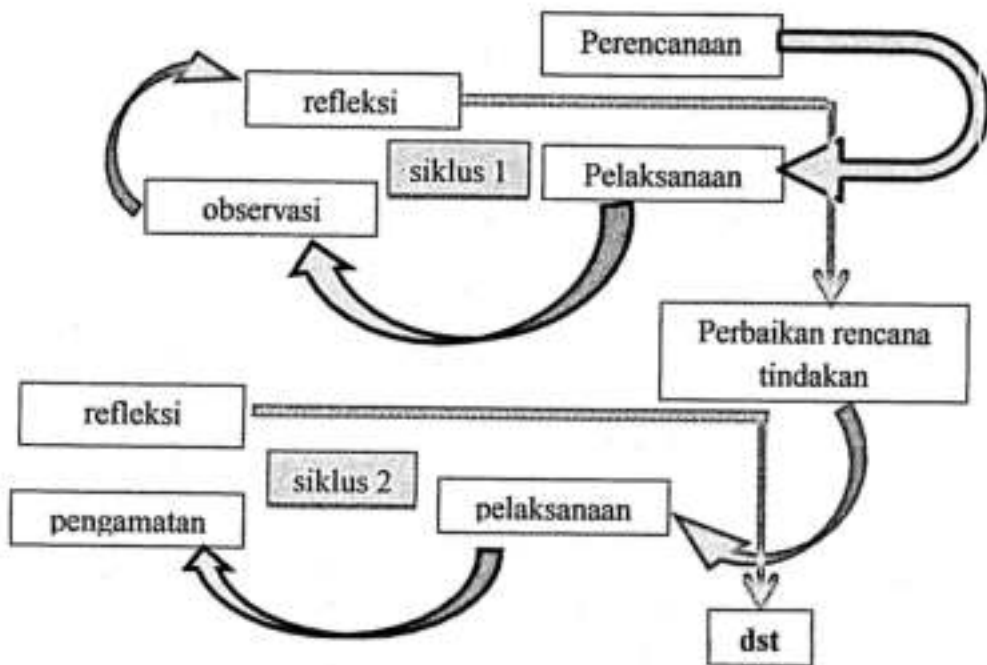 Perencanaan
refleksi
siklus 1
Pelaksanaan
observasi
Perbaikan rencana
tindakan
refleksi
siklus 2
pelaksanaan
pengamatan
dst